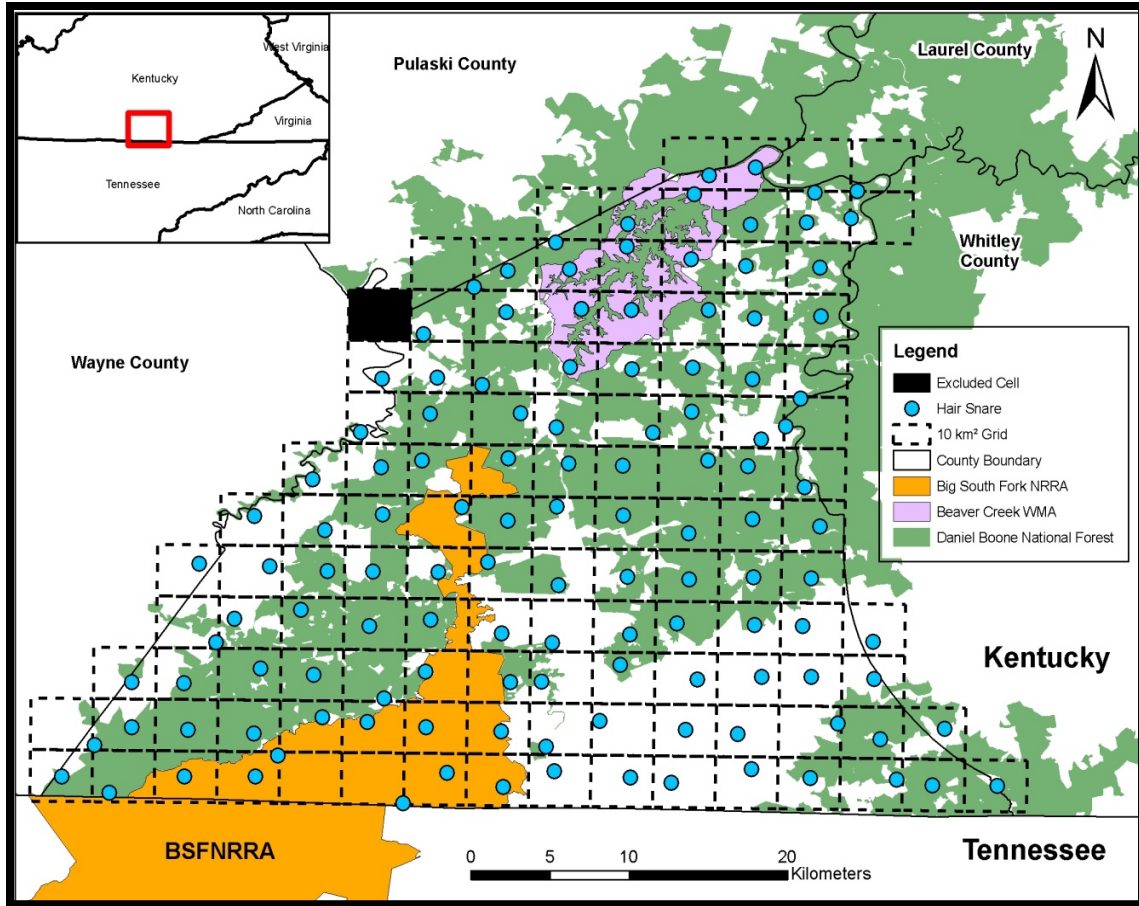 West Virginia
Kentucky
Virginia
Tennessee
North Carolina
Pulaski County
Laurel County
N
Whitley
County
Wayne County
Legend
Excluded Cell
Hair Snare
10 km² Grid
County Boundary
Big South Fork NRRA
Beaver Creek WMA
Daniel Boone National Forest
Kentucky
BSFNRRA
Tennessee
0 5 10 20
Kilometers